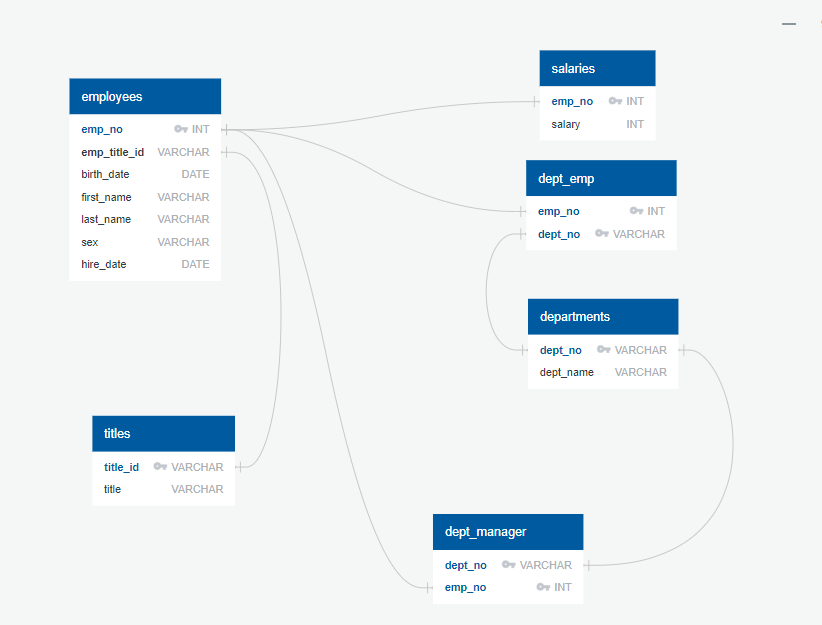 employees
emp_no INT
emp_title_id VARCHAR
birth_date DATE
first_name VARCHAR
last_name VARCHAR
sex VARCHAR
hire_date DATE
salaries
emp_no INT
salary INT
dept_emp
emp_no INT
dept_no VARCHAR
departments
dept_no VARCHAR
dept_name VARCHAR
titles
title_id VARCHAR
title VARCHAR
dept_manager
dept_no VARCHAR
emp_no INT